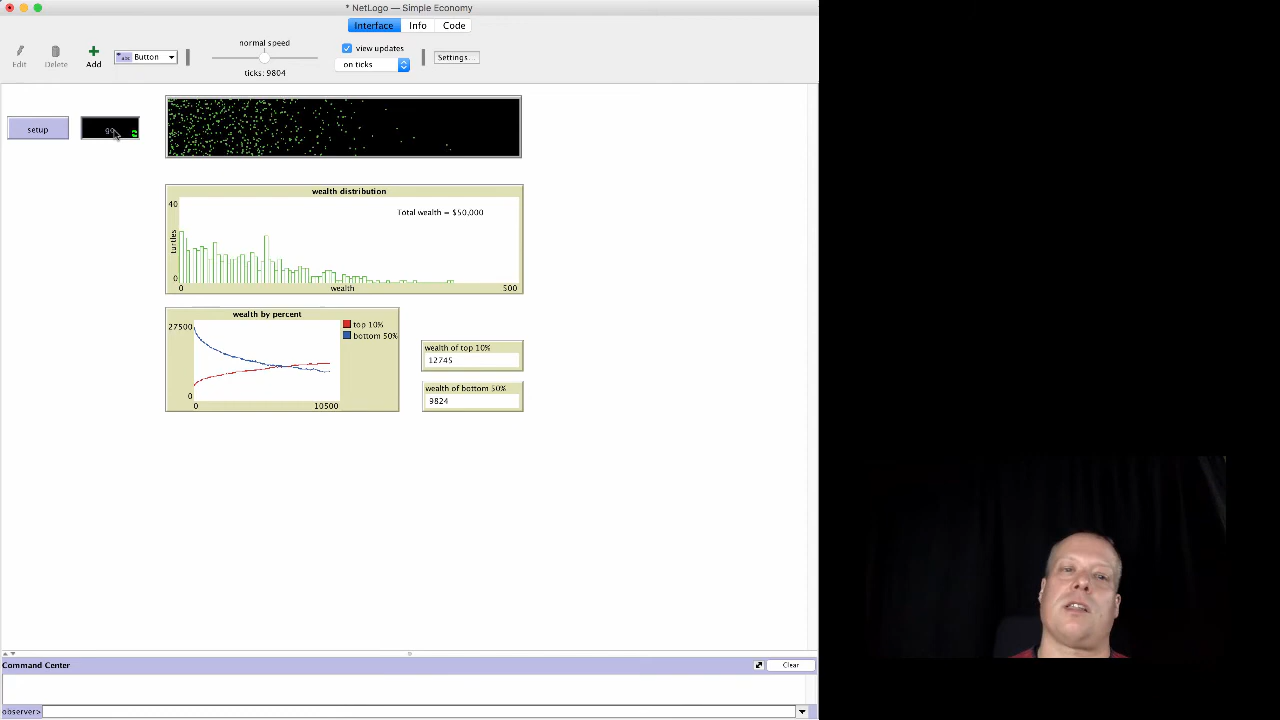 * NetLogo — Simple Economy
Interface Info Code
Edit Delete Add abc Button
normal speed
ticks: 9804
view updates
on ticks
Settings...
setup
go
wealth distribution
40
turtles
0
Total wealth = $50,000
0 wealth 500
wealth by percent
27500
0
0 10500
top 10%
bottom 50%
wealth of top 10%
12745
wealth of bottom 50%
9824
Command Center
Clear
observer>